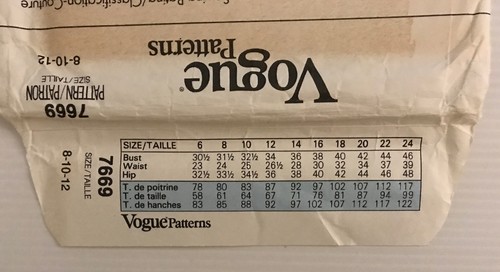 Sewing Rating/Classification-Couture
Vogue®
Patterns
PATTERN/PATRON
7669
SIZE/TAILLE
8-10-12
7669
SIZE/TAILLE
8-10-12
SIZE/TAILLE 6 8 10 12 14 16 18 20 22 24
Bust 30½ 31½ 32½ 34 36 38 40 42 44 46
Waist 23 24 25 26½ 28 30 32 34 37 39
Hip 32½ 33½ 34½ 36 38 40 42 44 46 48
T. de poitrine 78 80 83 87 92 97 102 107 112 117
T. de taille 58 61 64 67 71 76 81 87 94 99
T. de hanches 83 85 88 92 97 102 107 112 117 122
Vogue Patterns